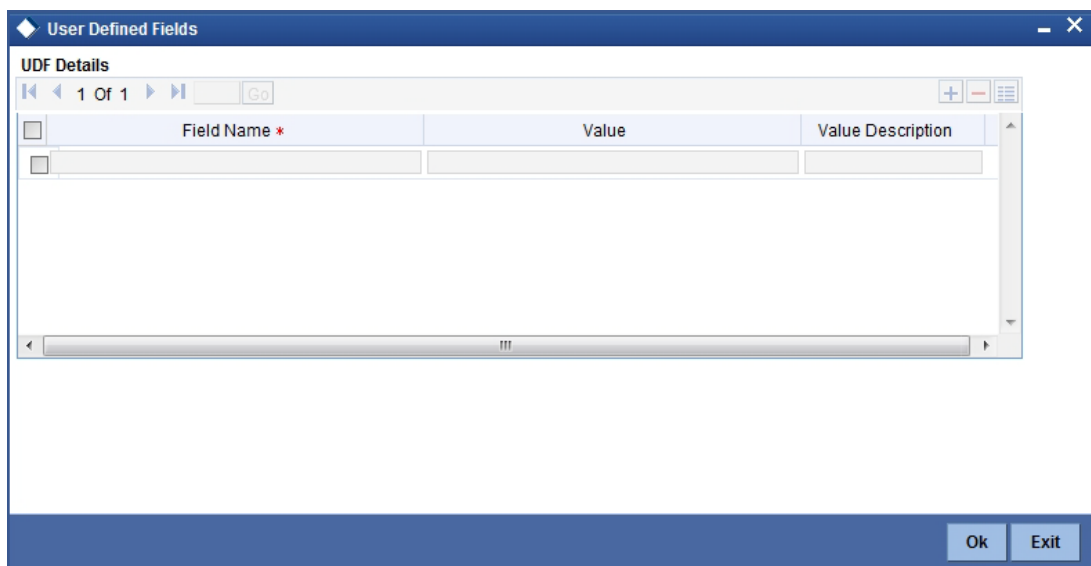 User Defined Fields
UDF Details
1 Of 1 Go
Field Name * Value Value Description
Ok Exit